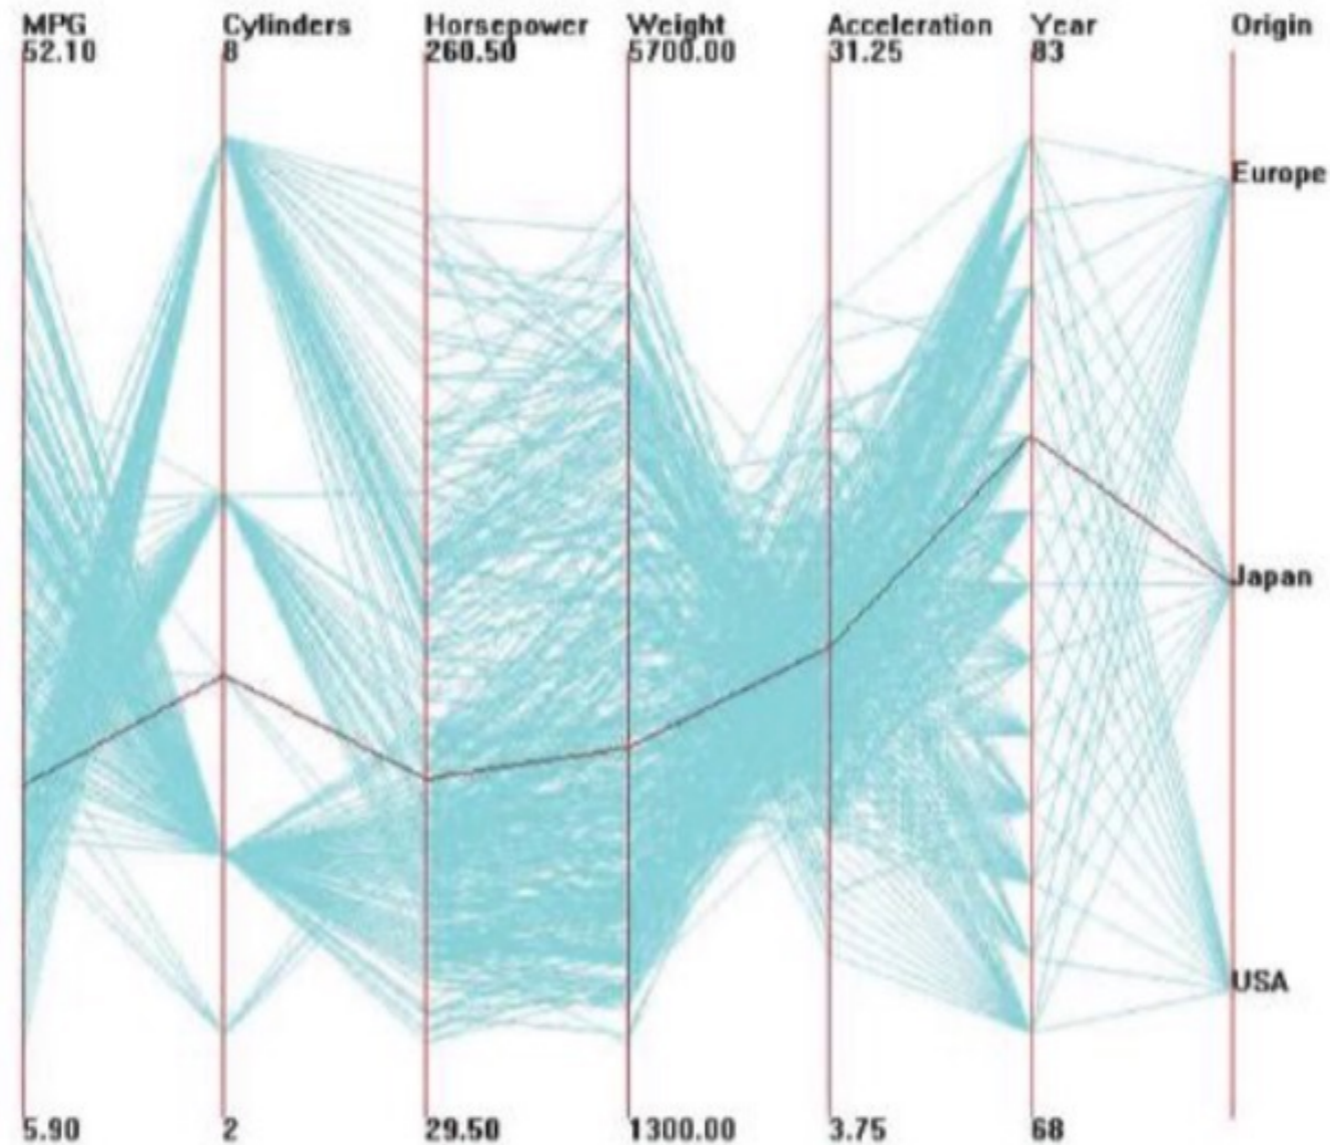 MPG Cylinders Horsepower Weight Acceleration Year Origin
52.10 8 260.50 5700.00 31.25 83
Europe
Japan
USA
5.90 2 29.50 1300.00 3.75 68